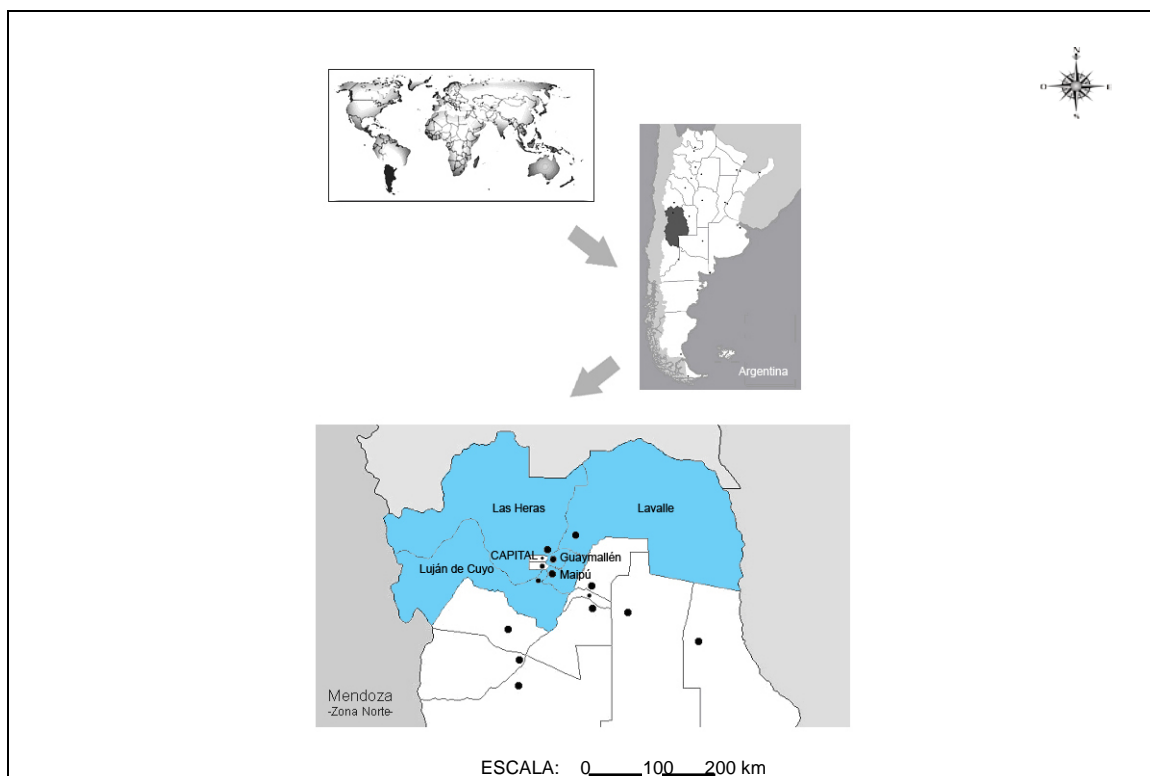 N
O E
S
Argentina
Las Heras
Lavalle
CAPITAL
Guaymallén
Luján de Cuyo
Maipú
Mendoza
-Zona Norte-
ESCALA: 0 100 200 km